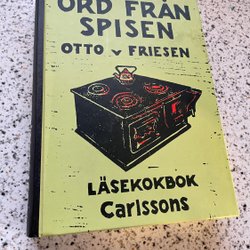 ORD FRÅN
SPISEN
OTTO v FRIESEN
LÄSEKOKBOK
Carlssons